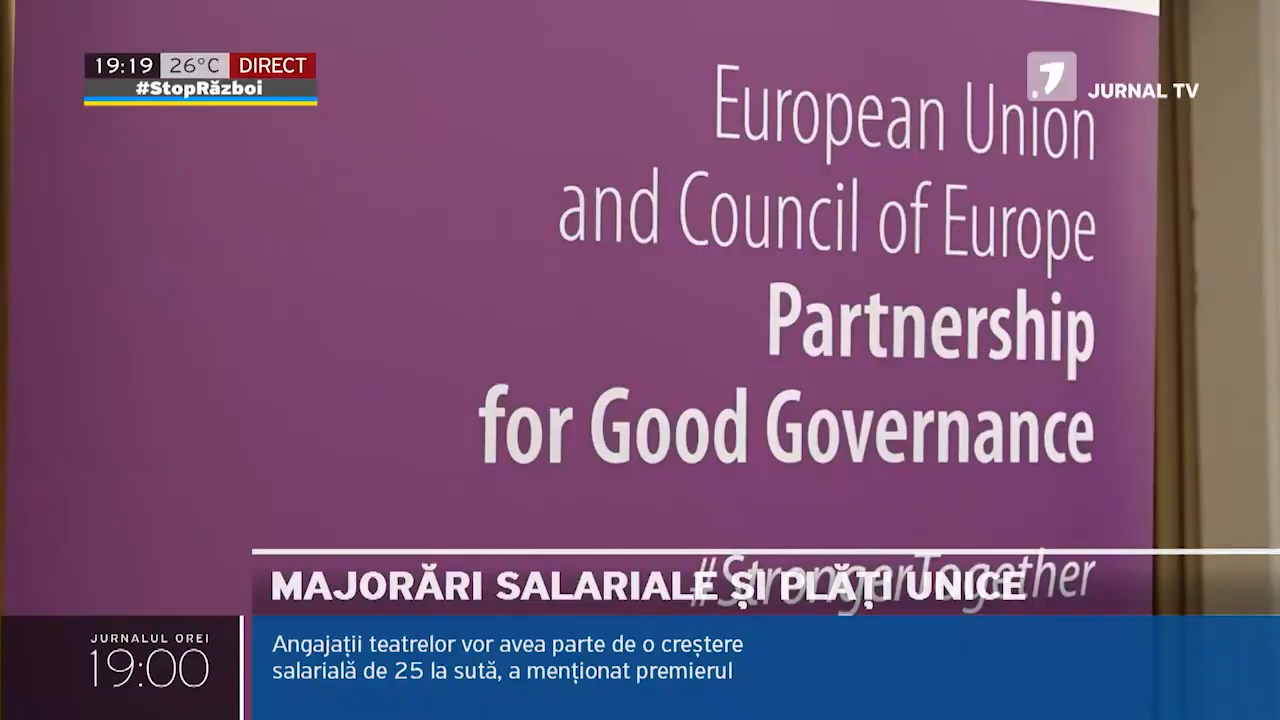 19:19 26°C DIRECT
#StopRăzboi
JURNAL TV
European Union
and Council of Europe
Partnership
for Good Governance
#StrongerTogether
MAJORĂRI SALARIALE ȘI PLĂȚI UNICE
JURNALUL OREI
19:00
Angajații teatrelor vor avea parte de o creștere
salarială de 25 la sută, a menționat premierul